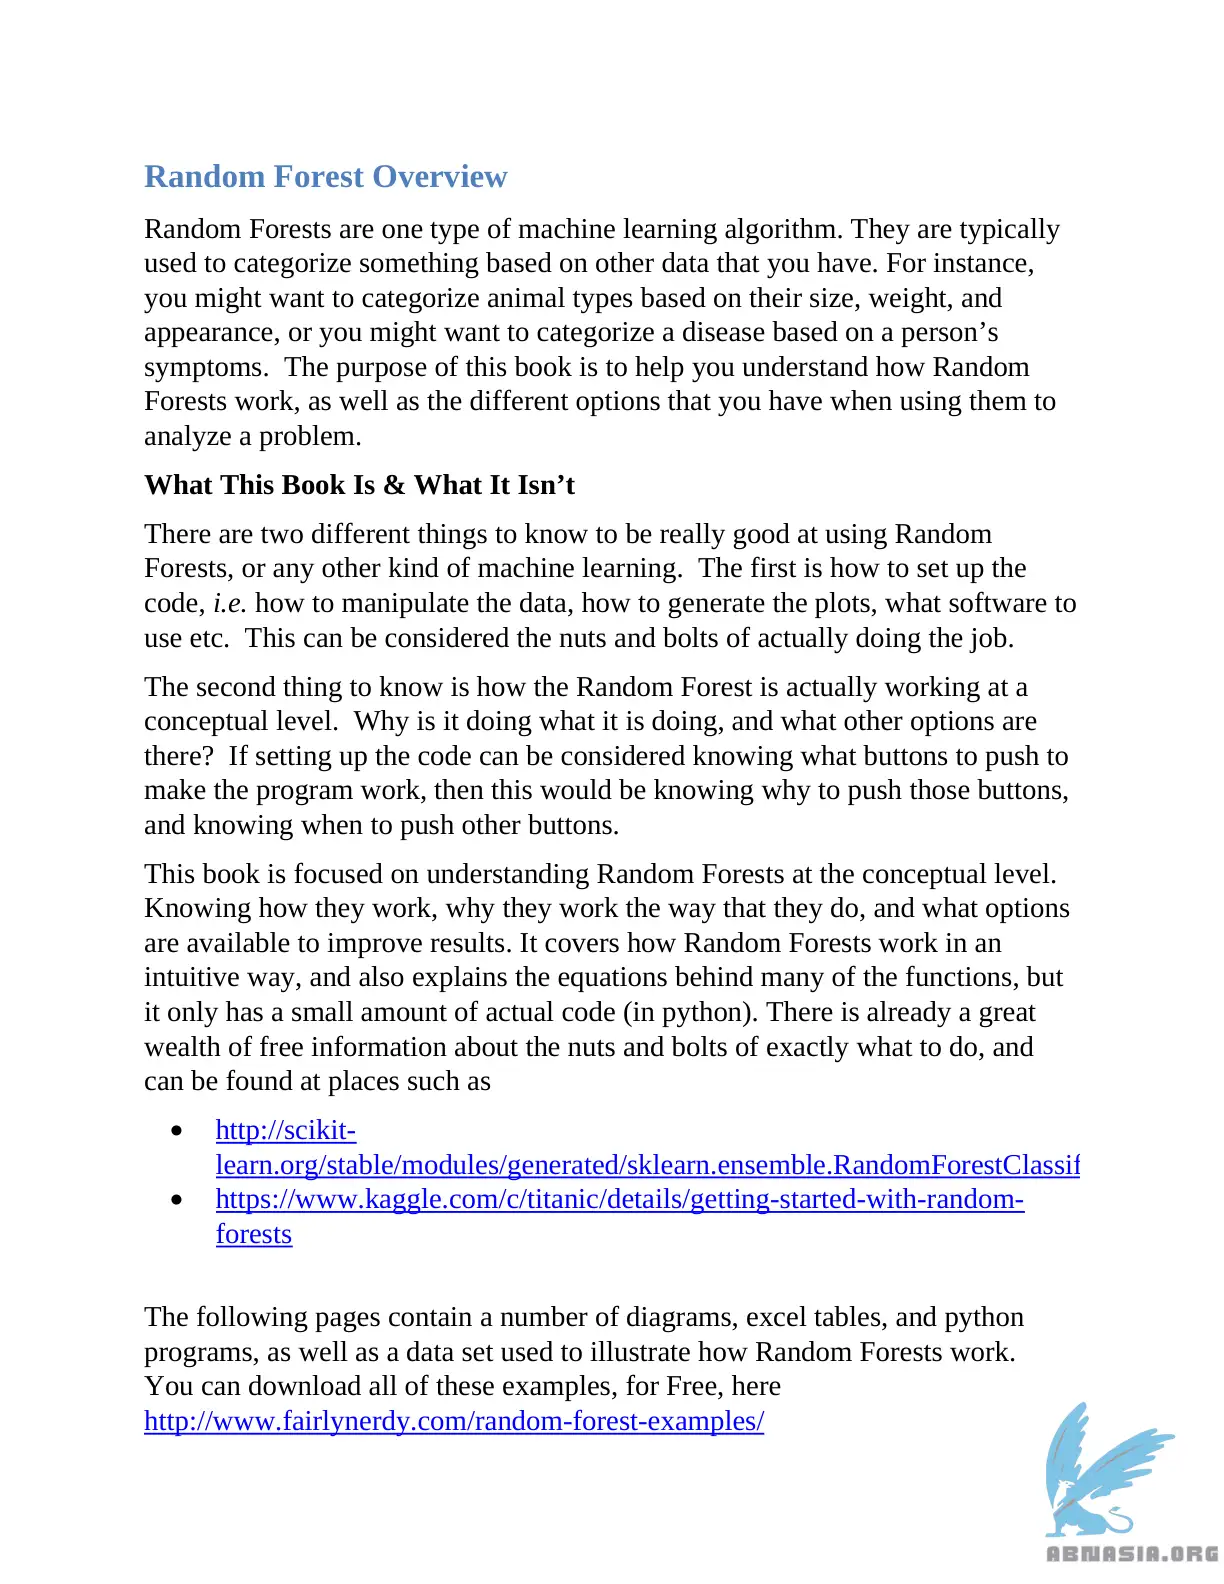 Random Forest Overview
Random Forests are one type of machine learning algorithm. They are typically
used to categorize something based on other data that you have. For instance,
you might want to categorize animal types based on their size, weight, and
appearance, or you might want to categorize a disease based on a person’s
symptoms.  The purpose of this book is to help you understand how Random
Forests work, as well as the different options that you have when using them to
analyze a problem.
What This Book Is & What It Isn’t
There are two different things to know to be really good at using Random
Forests, or any other kind of machine learning.  The first is how to set up the
code, i.e. how to manipulate the data, how to generate the plots, what software to
use etc.  This can be considered the nuts and bolts of actually doing the job.
The second thing to know is how the Random Forest is actually working at a
conceptual level.  Why is it doing what it is doing, and what other options are
there?  If setting up the code can be considered knowing what buttons to push to
make the program work, then this would be knowing why to push those buttons,
and knowing when to push other buttons.
This book is focused on understanding Random Forests at the conceptual level.
Knowing how they work, why they work the way that they do, and what options
are available to improve results. It covers how Random Forests work in an
intuitive way, and also explains the equations behind many of the functions, but
it only has a small amount of actual code (in python). There is already a great
wealth of free information about the nuts and bolts of exactly what to do, and
can be found at places such as
• http://scikit-
learn.org/stable/modules/generated/sklearn.ensemble.RandomForestClassif
• https://www.kaggle.com/c/titanic/details/getting-started-with-random-
forests
The following pages contain a number of diagrams, excel tables, and python
programs, as well as a data set used to illustrate how Random Forests work.
You can download all of these examples, for Free, here
http://www.fairlynerdy.com/random-forest-examples/
ABNASIA.ORG